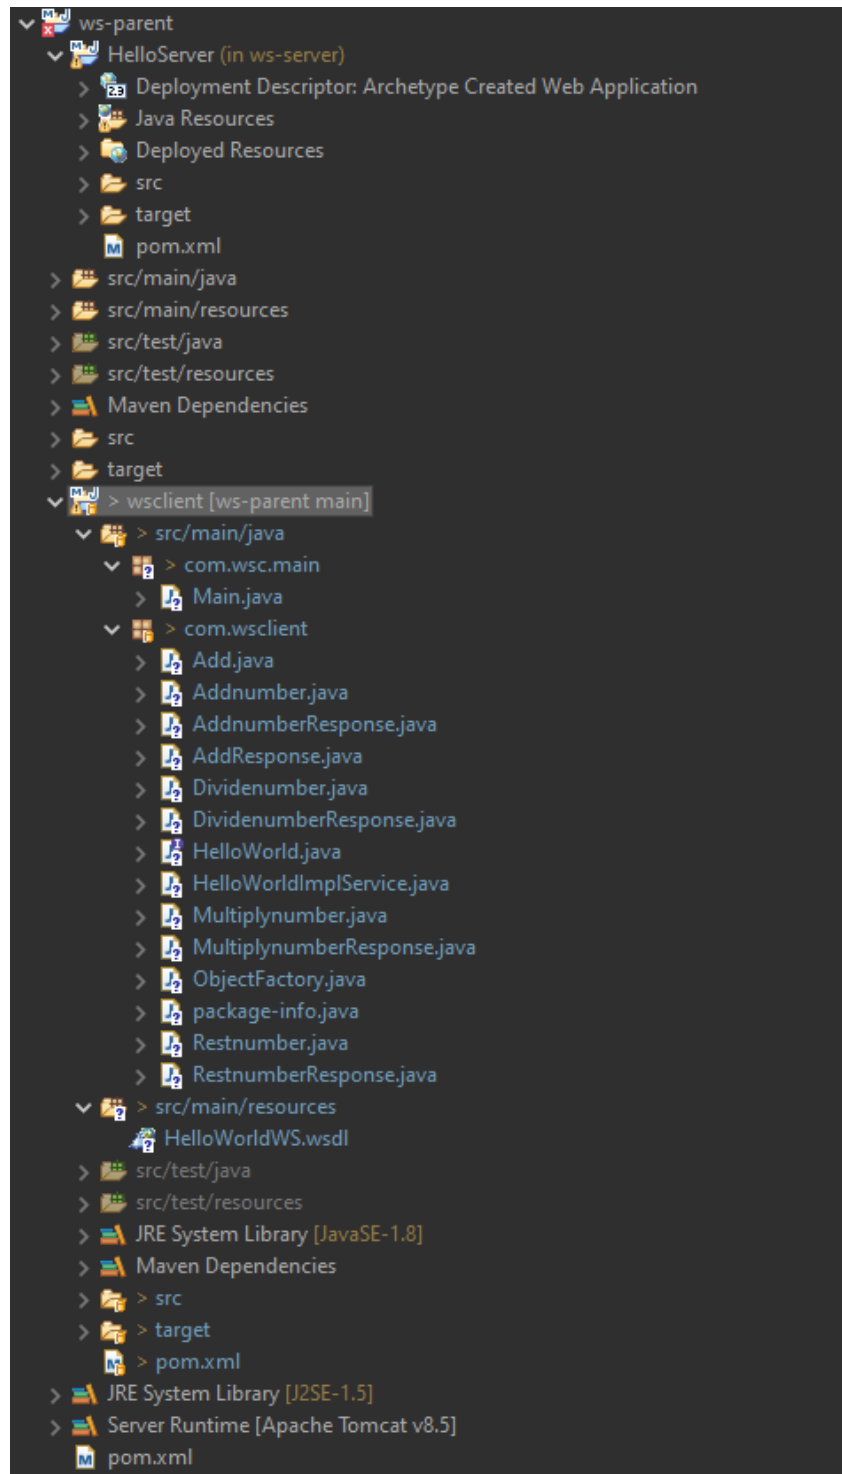 ws-parent
HelloServer (in ws-server)
Deployment Descriptor: Archetype Created Web Application
Java Resources
Deployed Resources
src
target
pom.xml
src/main/java
src/main/resources
src/test/java
src/test/resources
Maven Dependencies
src
target
> wsclient [ws-parent main]
> src/main/java
> com.wsc.main
Main.java
> com.wsclient
Add.java
Addnumber.java
AddnumberResponse.java
AddResponse.java
Dividenumber.java
DividenumberResponse.java
HelloWorld.java
HelloWorldImplService.java
Multiplynumber.java
MultiplynumberResponse.java
ObjectFactory.java
package-info.java
Restnumber.java
RestnumberResponse.java
> src/main/resources
HelloWorldWS.wsdl
src/test/java
src/test/resources
JRE System Library [JavaSE-1.8]
Maven Dependencies
> src
> target
> pom.xml
JRE System Library [J2SE-1.5]
Server Runtime [Apache Tomcat v8.5]
pom.xml